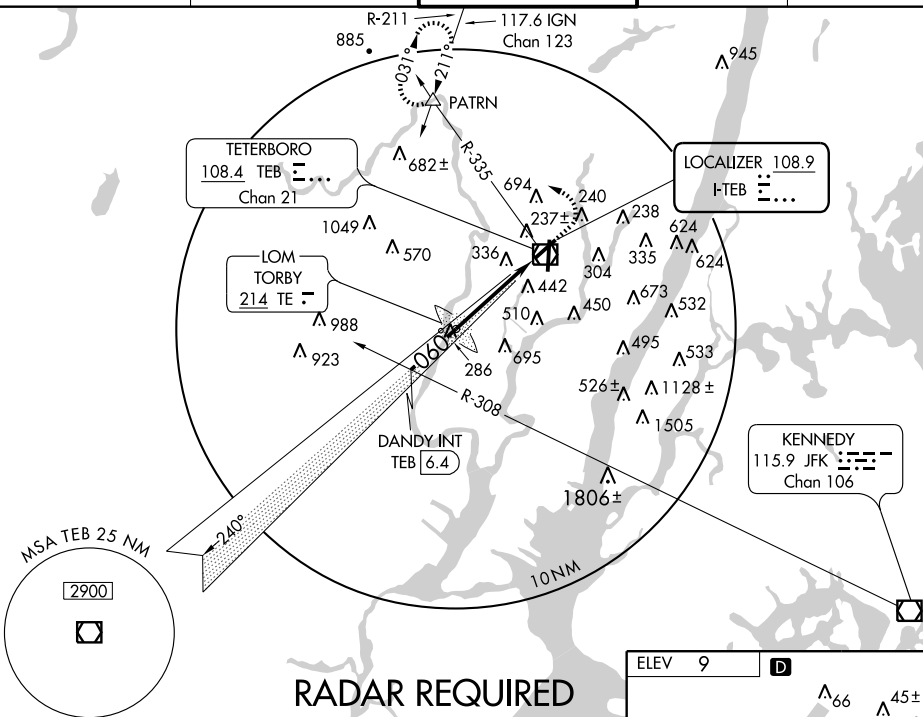 R-211
117.6 IGN
Chan 123
885
031°
211°
945
PATRN
TETERBORO
108.4 TEB
Chan 21
682±
R-335
LOCALIZER 108.9
I-TEB
694
240
237±
238
1049
570
336
624
335
624
304
LOM
TORBY
214 TE
442
673
532
450
510
988
923
060°
286
695
495
533
526±
1128±
R-308
1505
DANDY INT
TEB 6.4
KENNEDY
115.9 JFK
Chan 106
1806±
240°
MSA TEB 25 NM
2900
10 NM
RADAR REQUIRED
ELEV 9
D
66
45±